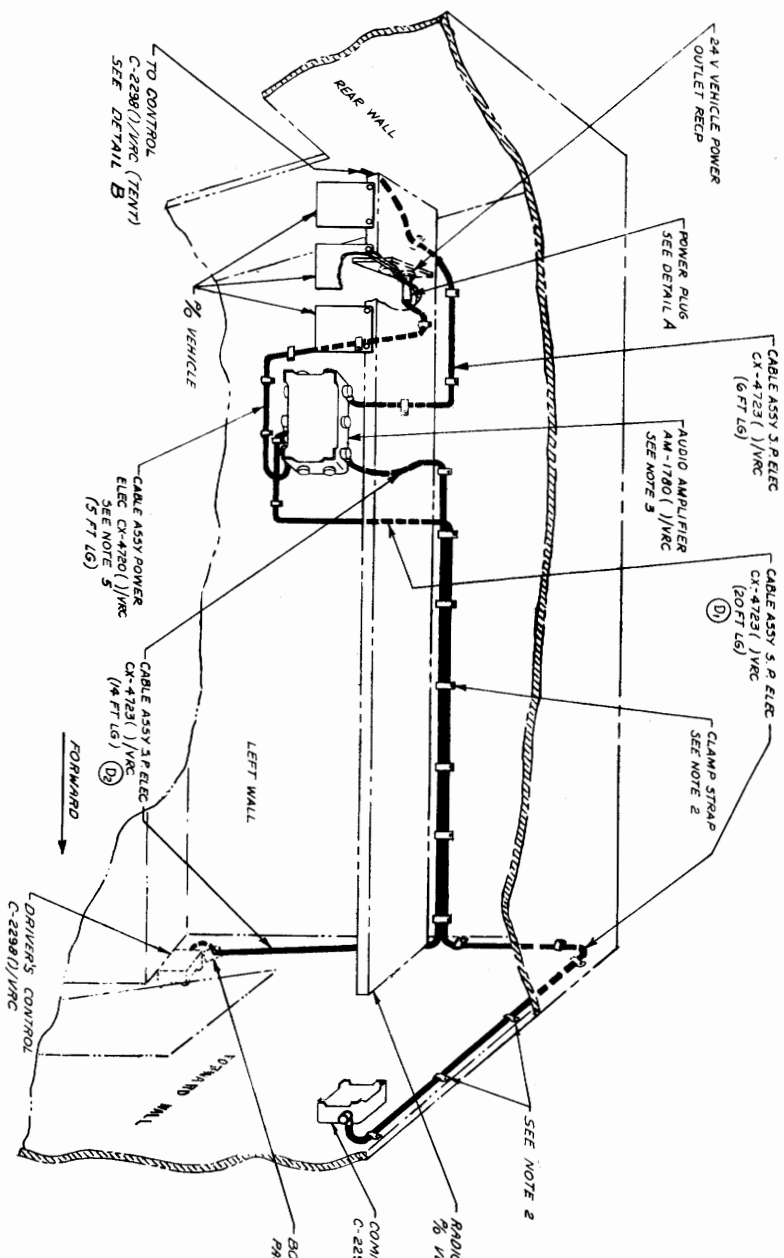 24 V VEHICLE POWER
OUTLET RECP
POWER PLUG
SEE DETAIL A
CABLE ASSY S.P. ELEC
CX-4723( )/VRC
(6 FT LG)
AUDIO AMPLIFIER
AM-1780( )/VRC
SEE NOTE 3
CABLE ASSY S.P. ELEC
CX-4723( )VRC
(20 FT LG)
D1
CLAMP STRAP
SEE NOTE 2
SEE NOTE 2
REAR WALL
TO CONTROL
C-2298()/VRC (TENT)
SEE DETAIL B
P/O VEHICLE
CABLE ASSY POWER
ELEC CX-4720( )/VRC
SEE NOTE 5
(5 FT LG)
CABLE ASSY S.P. ELEC
CX-4723( )/VRC
(14 FT LG)
D2
LEFT WALL
FORWARD
DRIVER'S CONTROL
C-2298()/VRC
FORWARD WALL
RADIO
P/O
C-229